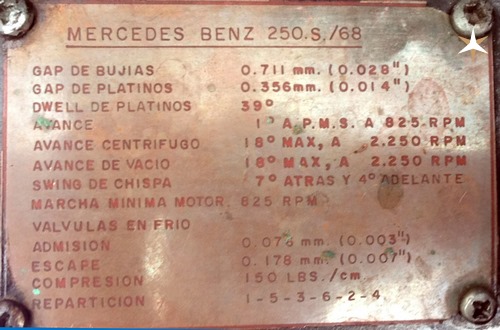 MERCEDES BENZ 250.S./68
GAP DE BUJIAS 0.711 mm. (0.028")
GAP DE PLATINOS 0.356mm. (0.014")
DWELL DE PLATINOS 39°
AVANCE 1° A.P.M.S. A 825 RPM
AVANCE CENTRIFUGO 18° MAX, A 2.250 RPM
AVANCE DE VACIO 18° MAX, A 2.250 RPM
SWING DE CHISPA 7° ATRAS Y 4° ADELANTE
MARCHA MINIMA MOTOR. 825 RPM
VALVULAS EN FRIO
ADMISION 0.076 mm. (0.003")
ESCAPE 0.178 mm. (0.007")
COMPRESION 150 LBS./cm
REPARTICION 1-5-3-6-2-4